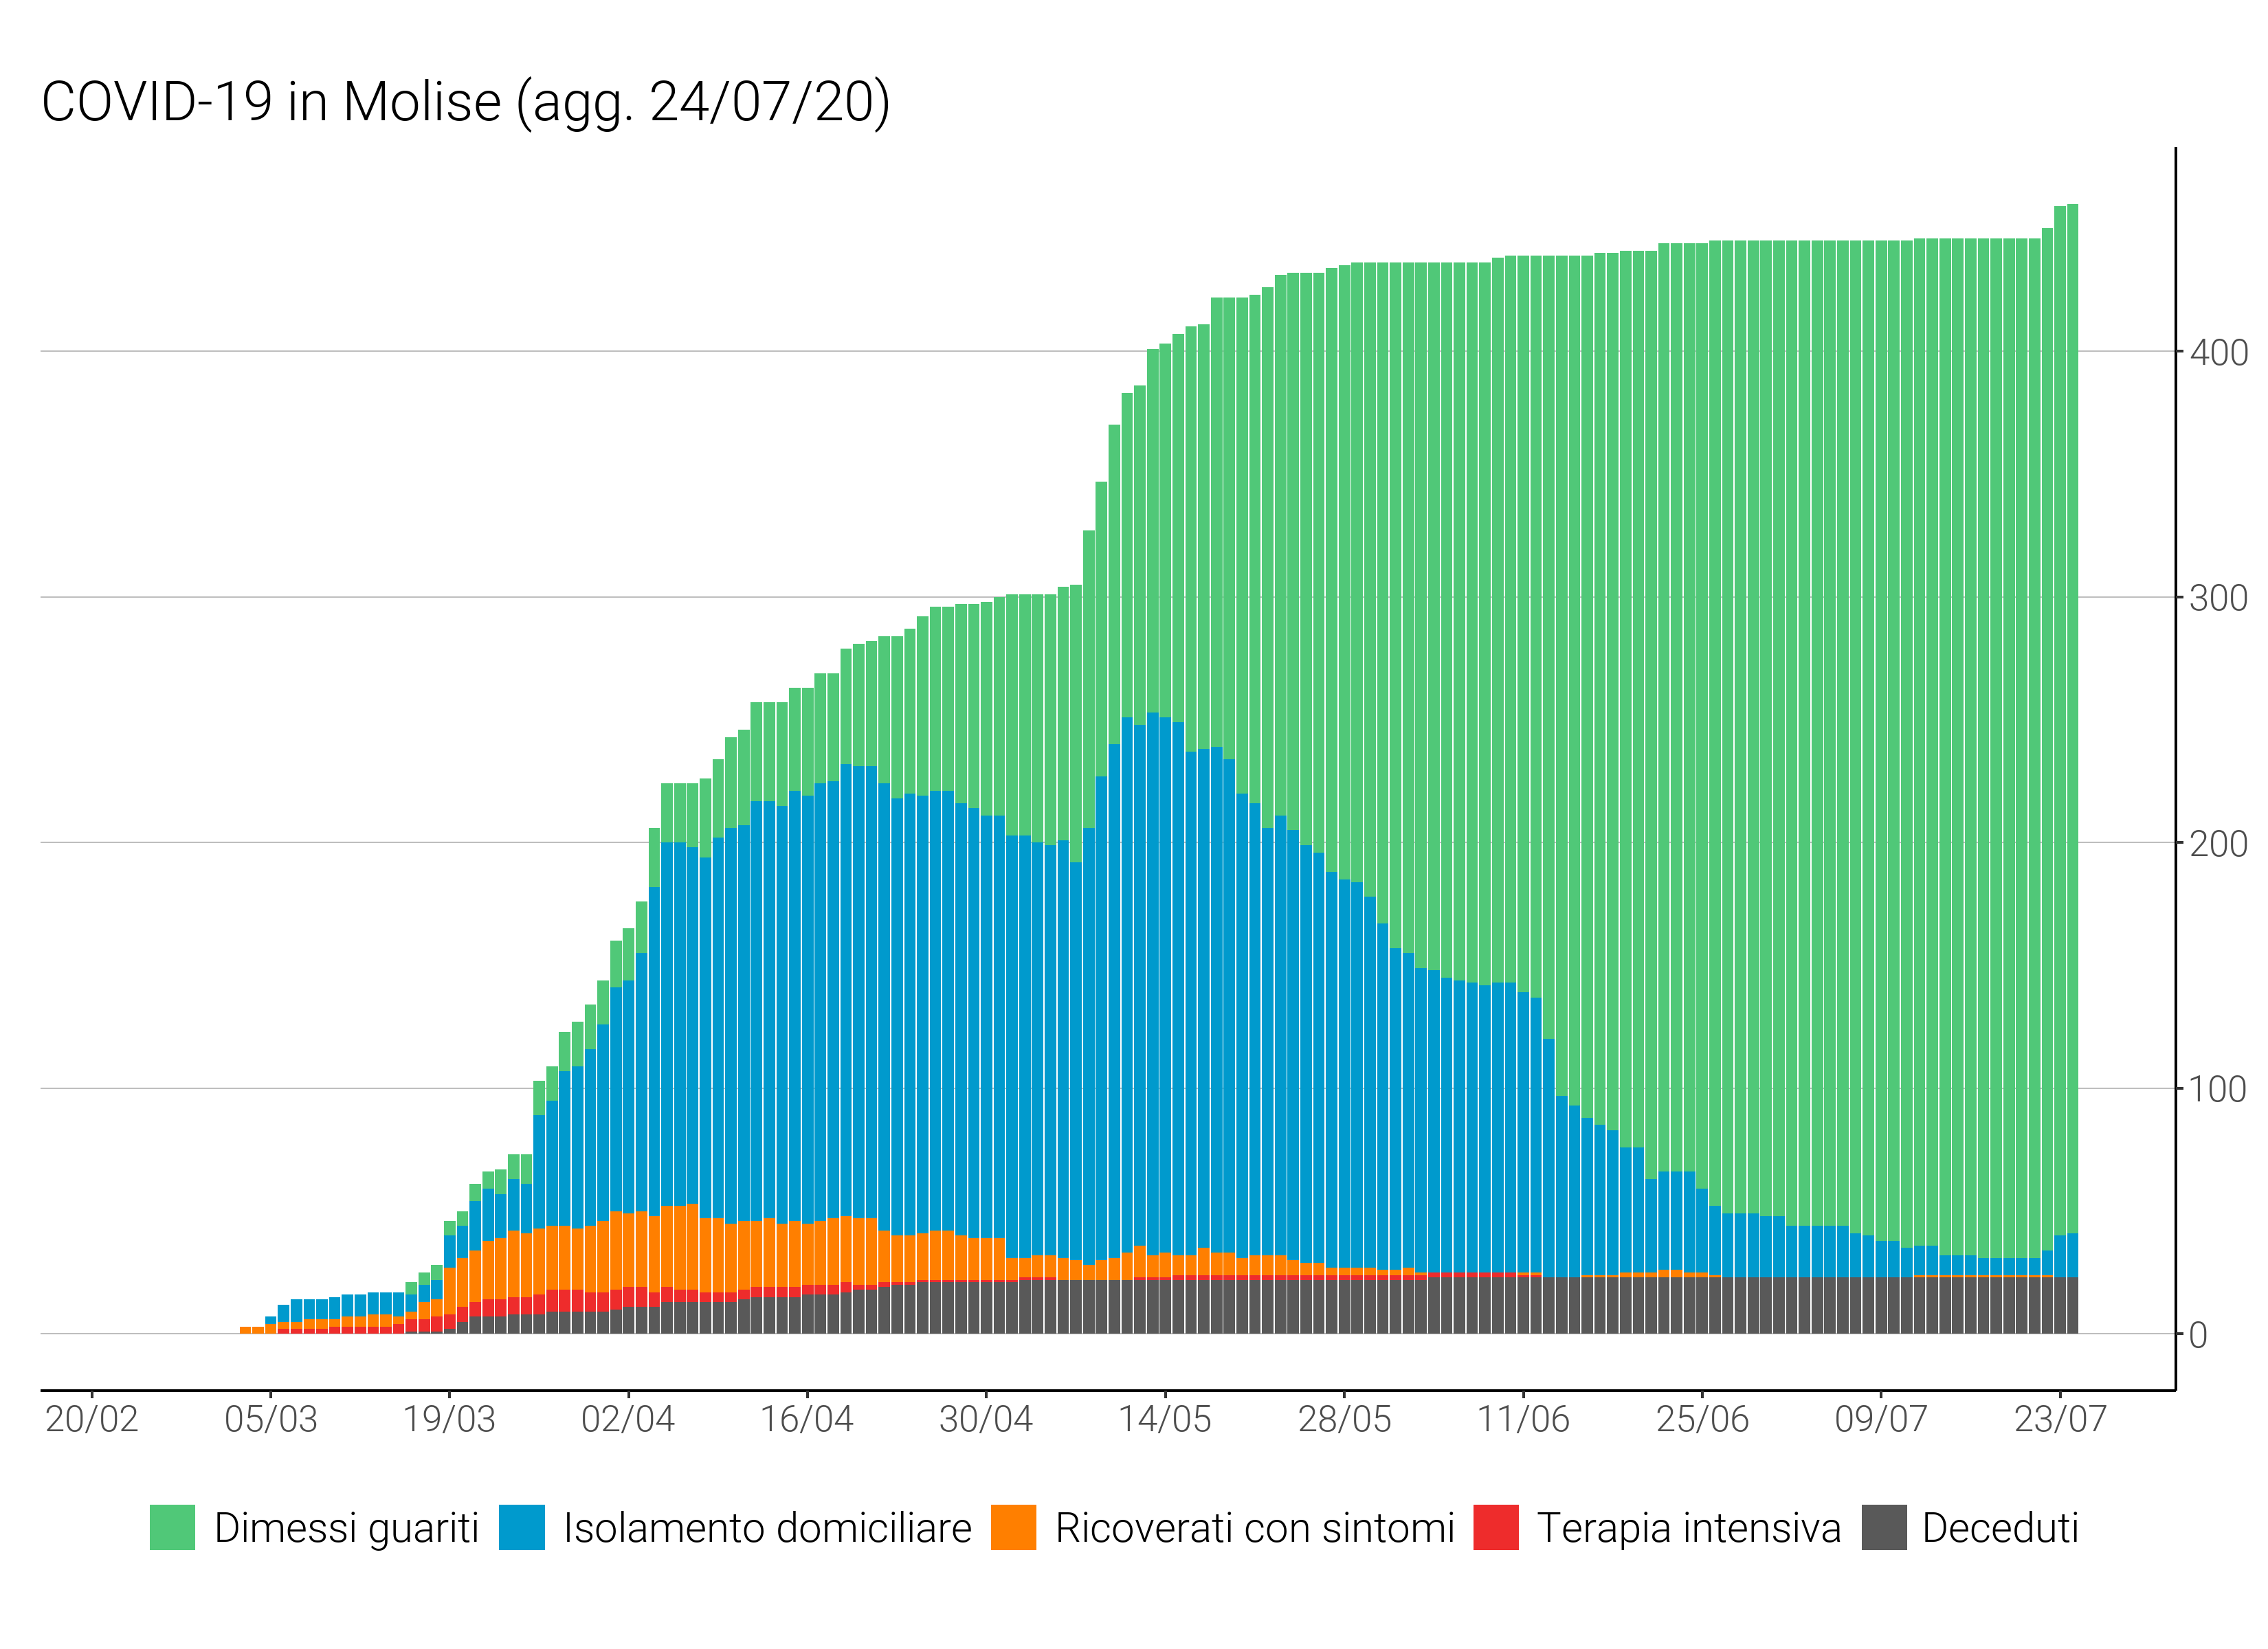 COVID-19 in Molise (agg. 24/07/20)
400
300
200
100
0
20/02 05/03 19/03 02/04 16/04 30/04 14/05 28/05 11/06 25/06 09/07 23/07
Dimessi guariti Isolamento domiciliare Ricoverati con sintomi Terapia intensiva Deceduti